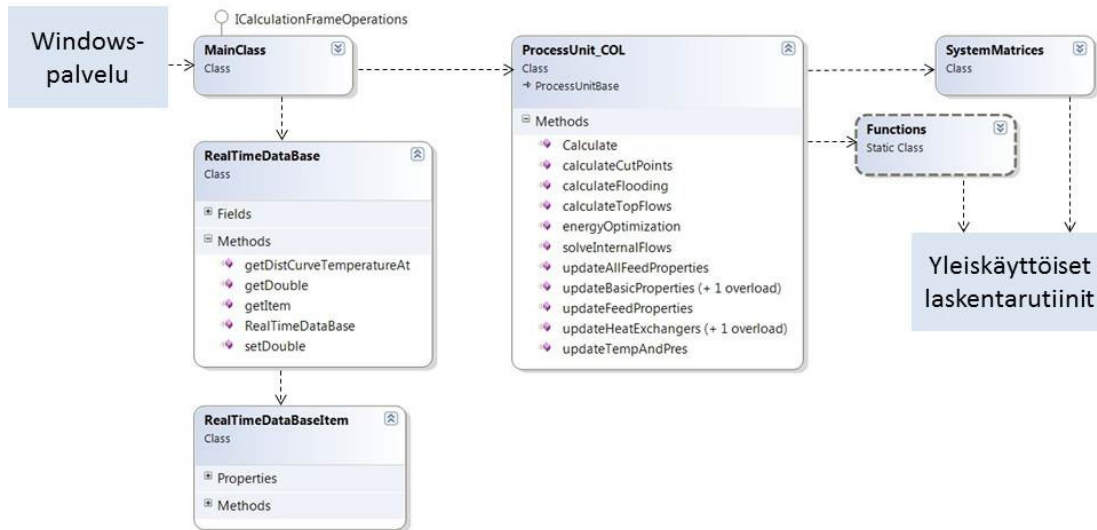 Windows-
palvelu
ICalculationFrameOperations
MainClass
Class
RealTimeDataBase
Class
Fields
Methods
getDistCurveTemperatureAt
getDouble
getItem
RealTimeDataBase
setDouble
RealTimeDataBaseItem
Class
Properties
Methods
ProcessUnit_COL
Class
ProcessUnitBase
Methods
Calculate
calculateCutPoints
calculateFlooding
calculateTopFlows
energyOptimization
solveInternalFlows
updateAllFeedProperties
updateBasicProperties (+ 1 overload)
updateFeedProperties
updateHeatExchangers (+ 1 overload)
updateTempAndPres
SystemMatrices
Class
Functions
Static Class
Yleiskäyttöiset
laskentarutiinit